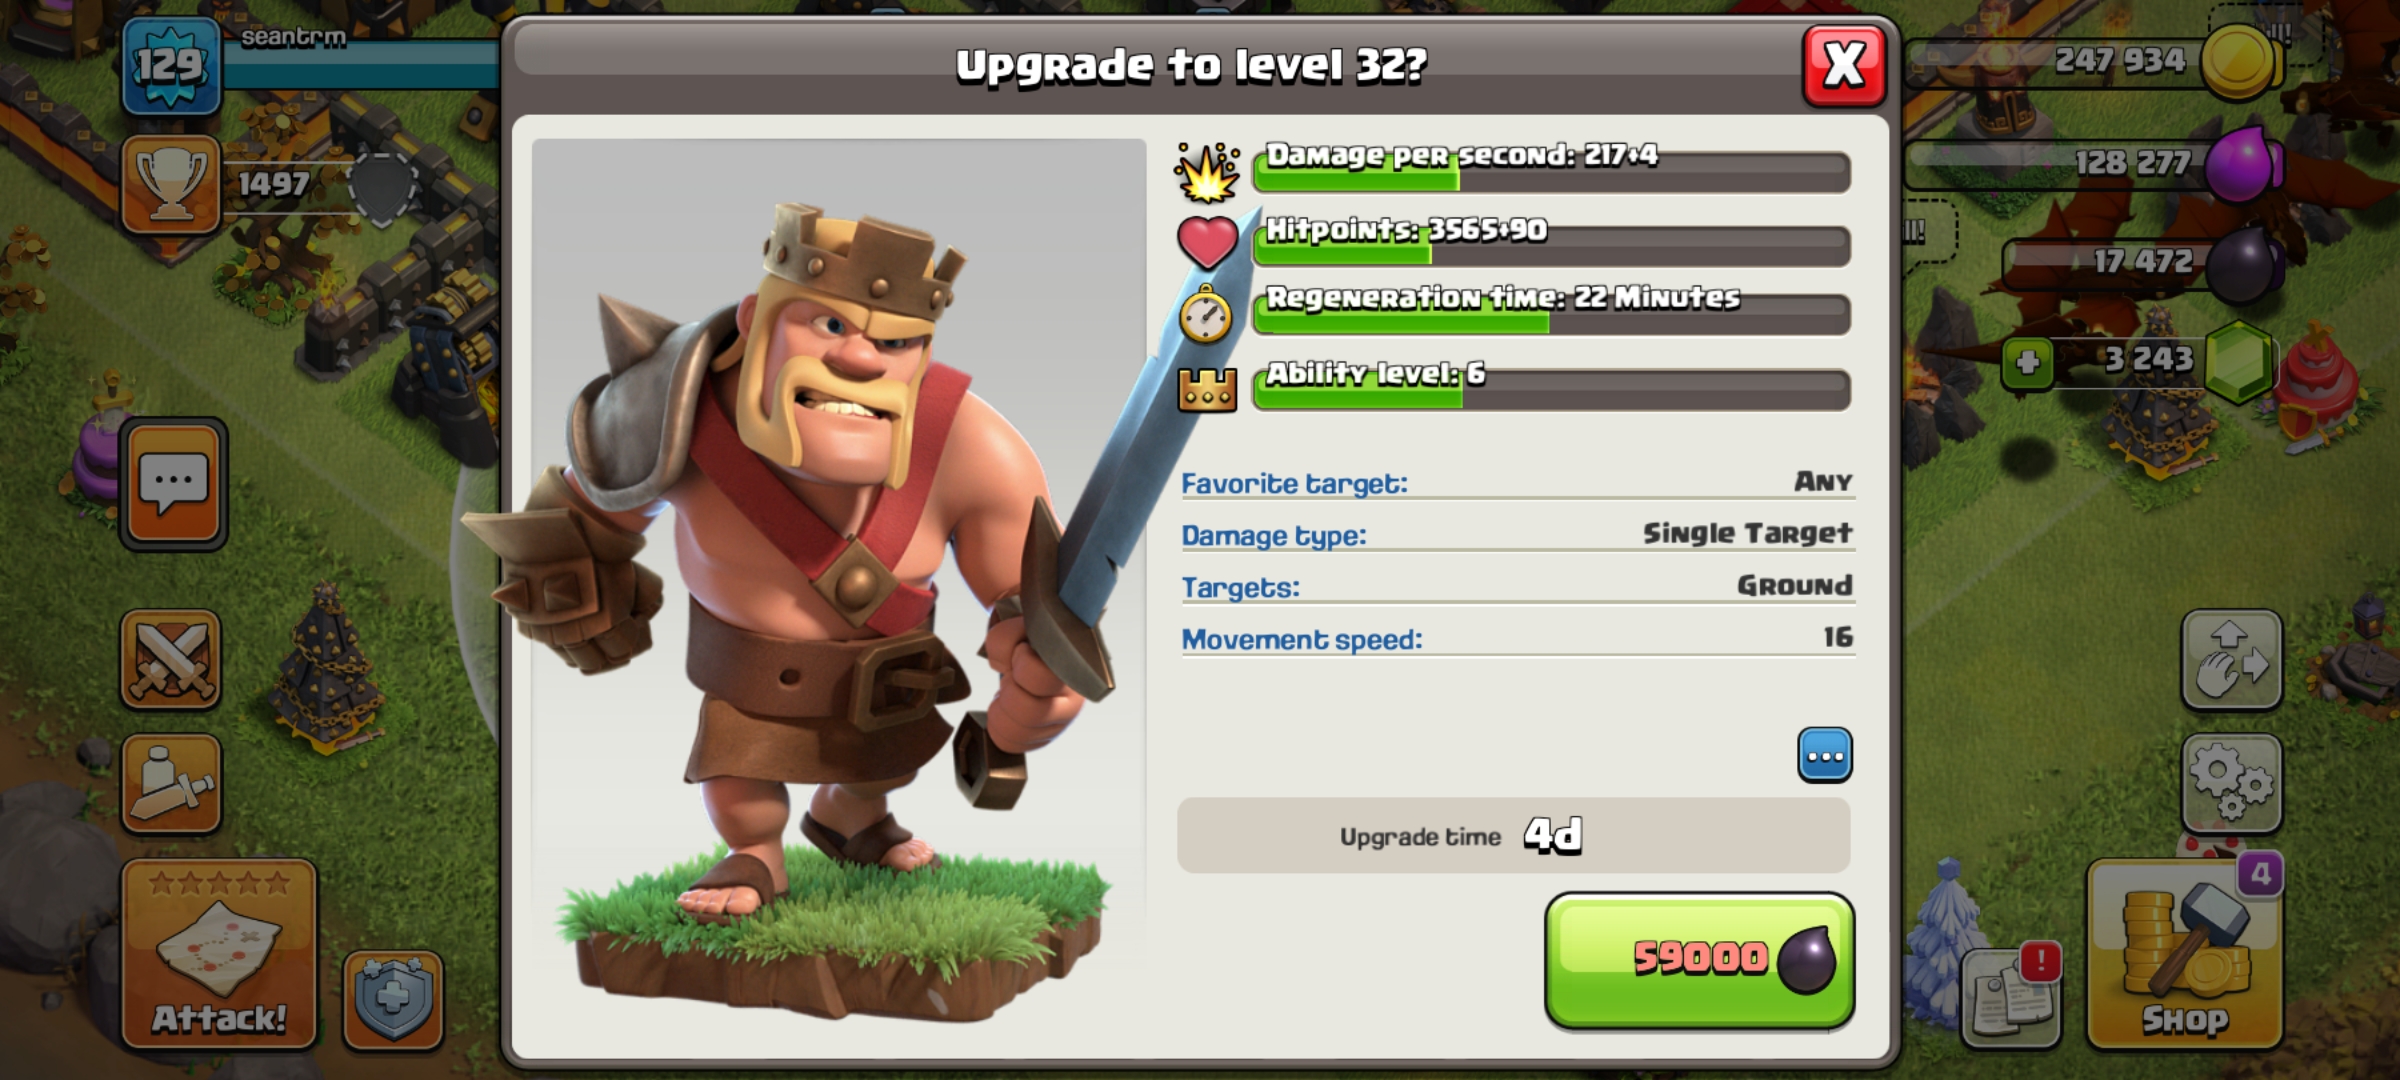 129
seantrm
1497
Upgrade to level 32?
X
247 934
128 277
17 472
3 243
Damage per second: 217+4
Hitpoints: 3565+90
Regeneration time: 22 Minutes
Ability level: 6
Favorite target: Any
Damage type: Single Target
Targets: Ground
Movement speed: 16
Upgrade time 4d
59000
Attack!
4
!
Shop